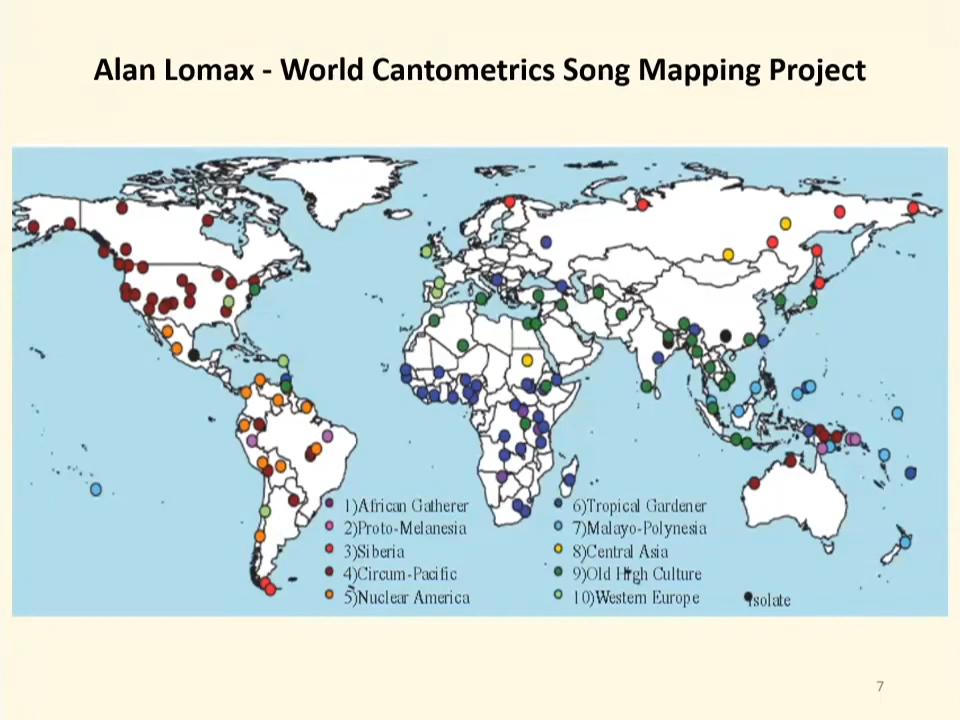 Alan Lomax - World Cantometrics Song Mapping Project
1)African Gatherer
2)Proto-Melanesia
3)Siberia
4)Circum-Pacific
5)Nuclear America
6)Tropical Gardener
7)Malayo-Polynesia
8)Central Asia
9)Old High Culture
10)Western Europe
Isolate
7